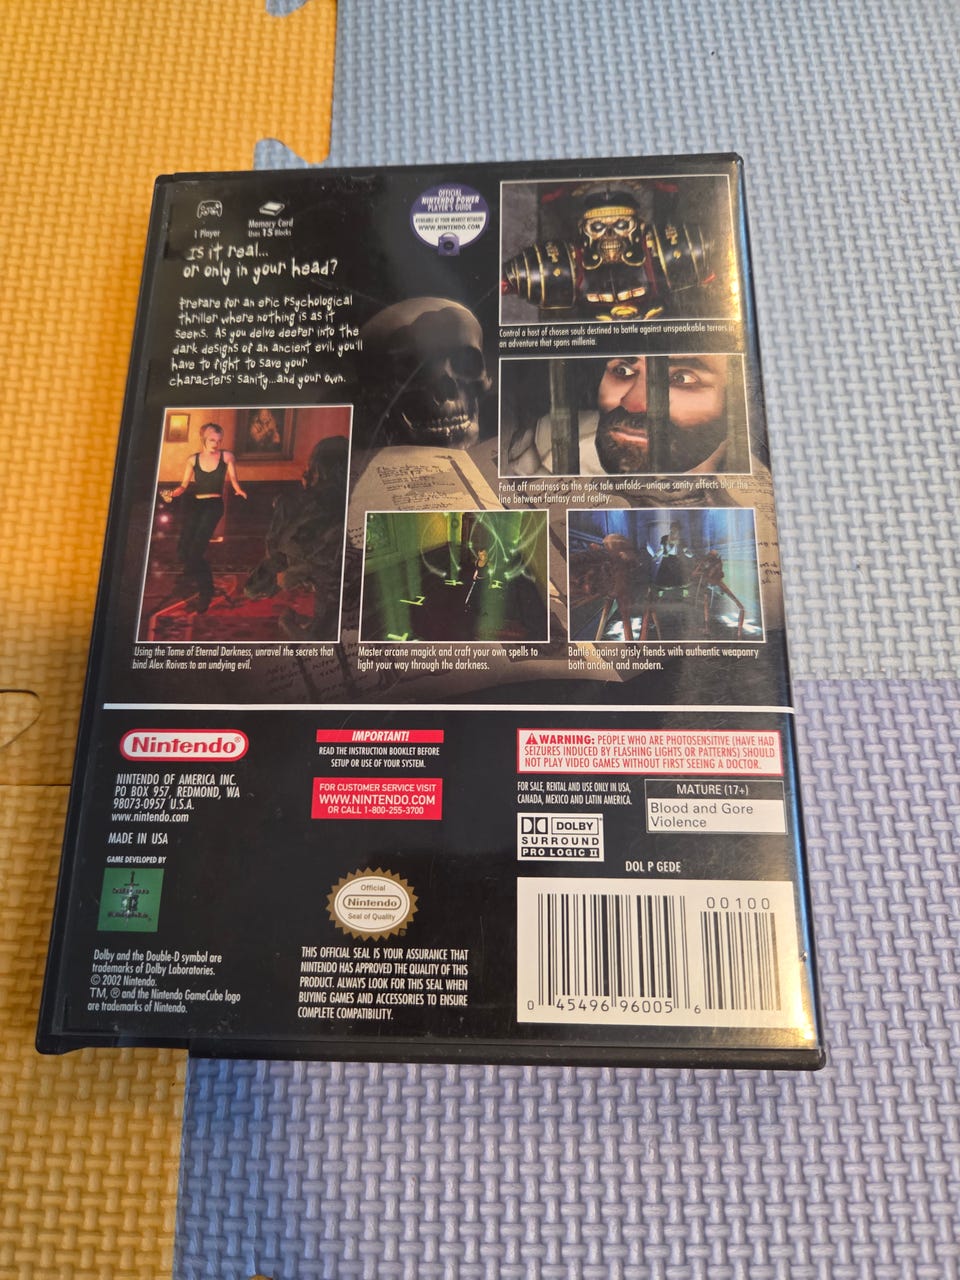 1 Player
Memory Card
Uses 15 Blocks
OFFICIAL
NINTENDO POWER
PLAYER'S GUIDE
AVAILABLE AT YOUR NEAREST RETAILER!
WWW.NINTENDO.COM
Is it real...
or only in your head?
Prepare for an epic psychological
thriller where nothing is as it
seems. As you delve deeper into the
dark designs of an ancient evil, you'll
have to fight to save your
characters' sanity...and your own.
Control a host of chosen souls destined to battle against unspeakable terrors in
an adventure that spans millenia.
Fend off madness as the epic tale unfolds—unique sanity effects blur the
line between fantasy and reality.
Using the Tome of Eternal Darkness, unravel the secrets that
bind Alex Roivas to an undying evil.
Master arcane magick and craft your own spells to
light your way through the darkness.
Battle against grisly fiends with authentic weaponry
both ancient and modern.
Nintendo®
NINTENDO OF AMERICA INC.
PO BOX 957, REDMOND, WA
98073-0957 U.S.A.
www.nintendo.com
MADE IN USA
GAME DEVELOPED BY
IMPORTANT!
READ THE INSTRUCTION BOOKLET BEFORE
SETUP OR USE OF YOUR SYSTEM.
FOR CUSTOMER SERVICE VISIT
WWW.NINTENDO.COM
OR CALL 1-800-255-3700
WARNING: PEOPLE WHO ARE PHOTOSENSITIVE (HAVE HAD
SEIZURES INDUCED BY FLASHING LIGHTS OR PATTERNS) SHOULD
NOT PLAY VIDEO GAMES WITHOUT FIRST SEEING A DOCTOR.
FOR SALE, RENTAL AND USE ONLY IN USA,
CANADA, MEXICO AND LATIN AMERICA.
MATURE (17+)
Blood and Gore
Violence
DOLBY
SURROUND
PRO LOGIC II
DOL P GEDE
Official
Nintendo
Seal of Quality
THIS OFFICIAL SEAL IS YOUR ASSURANCE THAT
NINTENDO HAS APPROVED THE QUALITY OF THIS
PRODUCT. ALWAYS LOOK FOR THIS SEAL WHEN
BUYING GAMES AND ACCESSORIES TO ENSURE
COMPLETE COMPATIBILITY.
Dolby and the Double-D symbol are
trademarks of Dolby Laboratories.
© 2002 Nintendo.
TM, ® and the Nintendo GameCube logo
are trademarks of Nintendo.
00100
0 45496 96005 6